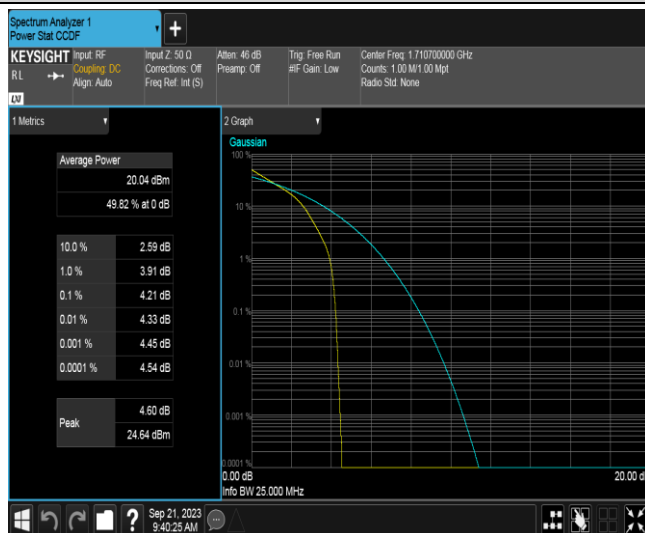 Spectrum Analyzer 1
Power Stat CCDF
+
KEYSIGHT
RL
LXI
Input: RF
Coupling: DC
Align: Auto
Input Z: 50 Ω
Corrections: Off
Freq Ref: Int (S)
Atten: 46 dB
Preamp: Off
Trig: Free Run
#IF Gain: Low
Center Freq: 1.710700000 GHz
Counts: 1.00 M/1.00 Mpt
Radio Std: None
1 Metrics
Average Power
20.04 dBm
49.82 % at 0 dB
10.0 % 2.59 dB
1.0 % 3.91 dB
0.1 % 4.21 dB
0.01 % 4.33 dB
0.001 % 4.45 dB
0.0001 % 4.54 dB
Peak
4.60 dB
24.64 dBm
2 Graph
Gaussian
100 %
10 %
1 %
0.1 %
0.01 %
0.001 %
0.0001 %
0.00 dB
20.00 d
Info BW 25.000 MHz
?
Sep 21, 2023
9:40:25 AM